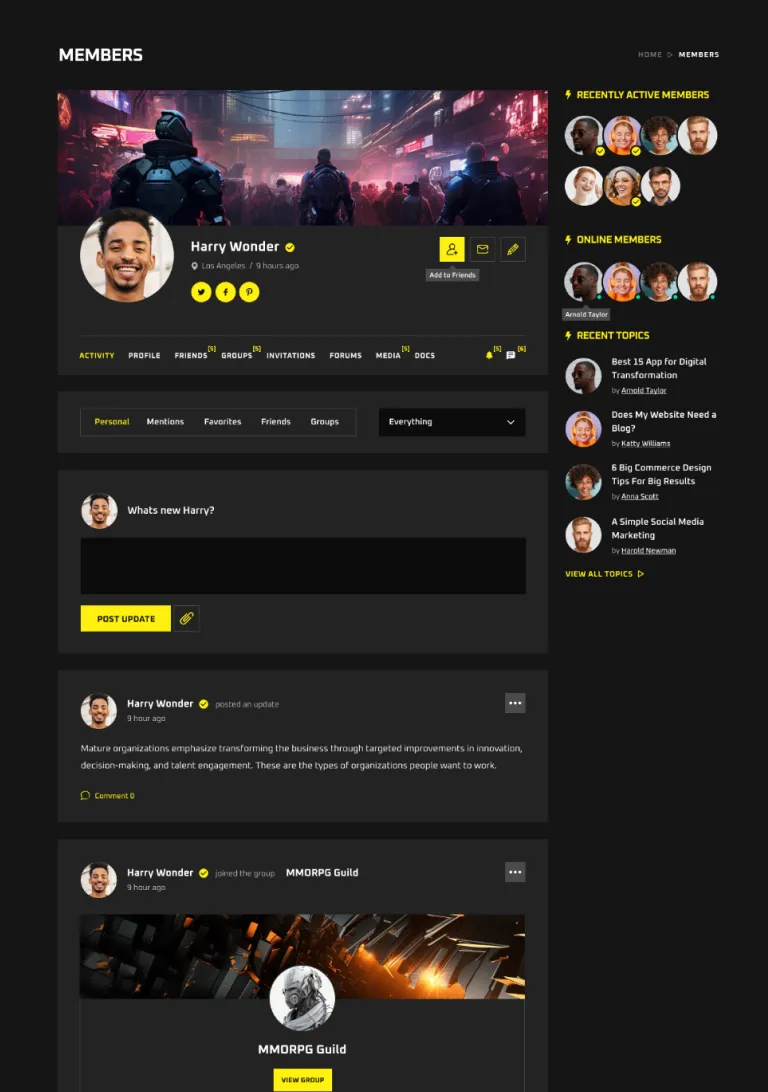 MEMBERS
HOME ▷ MEMBERS
Harry Wonder
Los Angeles / 9 hours ago
Add to Friends
ACTIVITY PROFILE FRIENDS [5] GROUPS [5] INVITATIONS FORUMS MEDIA [5] DOCS [5] [6]
Personal Mentions Favorites Friends Groups
Everything
Whats new Harry?
POST UPDATE
Harry Wonder posted an update
9 hour ago
Mature organizations emphasize transforming the business through targeted improvements in innovation,
decision-making, and talent engagement. These are the types of organizations people want to work.
Comment 0
Harry Wonder joined the group MMORPG Guild
9 hour ago
MMORPG Guild
VIEW GROUP
RECENTLY ACTIVE MEMBERS
ONLINE MEMBERS
Arnold Taylor
RECENT TOPICS
Best 15 App for Digital
Transformation
by Arnold Taylor
Does My Website Need a
Blog?
by Katty Williams
6 Big Commerce Design
Tips For Big Results
by Anna Scott
A Simple Social Media
Marketing
by Harold Newman
VIEW ALL TOPICS ▷